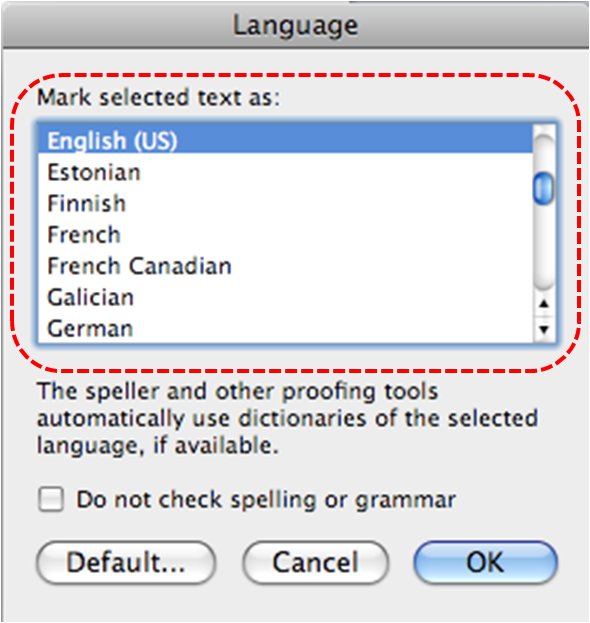 Language
Mark selected text as:
English (US)
Estonian
Finnish
French
French Canadian
Galician
German
The speller and other proofing tools
automatically use dictionaries of the selected
language, if available.
Do not check spelling or grammar
Default... Cancel OK